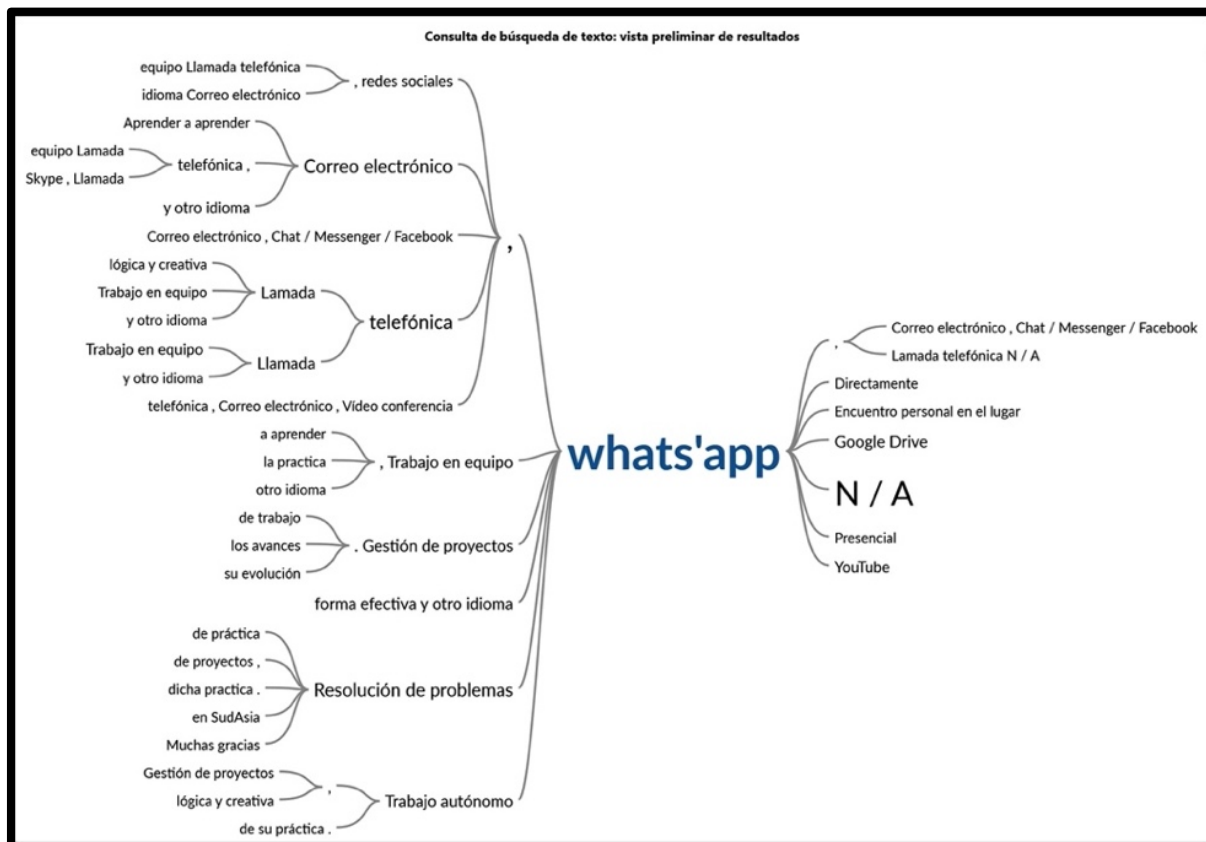 Consulta de búsqueda de texto: vista preliminar de resultados
equipo Llamada telefónica
idioma Correo electrónico
, redes sociales
Aprender a aprender
equipo Lamada
Skype , Llamada
telefónica ,
y otro idioma
Correo electrónico
Correo electrónico , Chat / Messenger / Facebook
lógica y creativa
Trabajo en equipo
y otro idioma
Lamada
Trabajo en equipo
y otro idioma
Llamada
telefónica
telefónica , Correo electrónico , Vídeo conferencia
,
a aprender
la practica
otro idioma
, Trabajo en equipo
de trabajo
los avances
su evolución
. Gestión de proyectos
forma efectiva y otro idioma
de práctica
de proyectos ,
dicha practica .
en SudAsia
Muchas gracias
Resolución de problemas
Gestión de proyectos
lógica y creativa
,
de su práctica .
Trabajo autónomo
whats'app
,
Correo electrónico , Chat / Messenger / Facebook
Lamada telefónica N / A
Directamente
Encuentro personal en el lugar
Google Drive
N / A
Presencial
YouTube